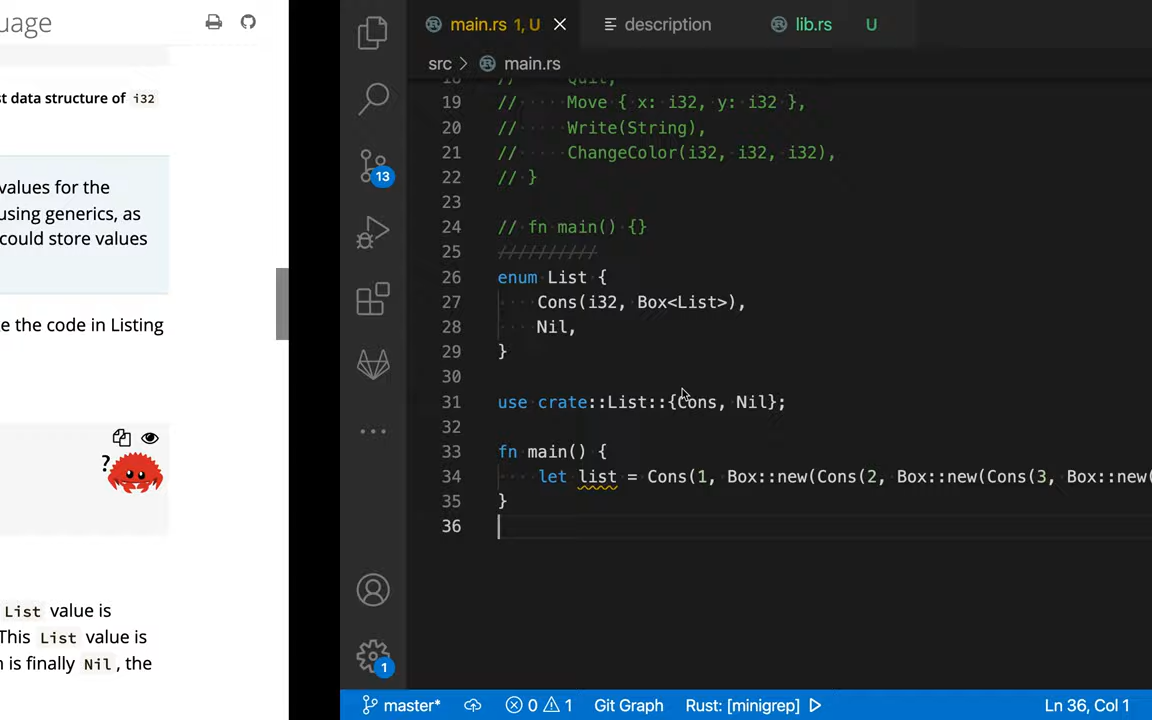 uage
st data structure of i32
values for the
using generics, as
could store values
e the code in Listing
?
List value is
This List value is
n is finally Nil, the
main.rs 1, U
description
lib.rs U
src > main.rs
13
1
18 // Quit,
19 // Move { x: i32, y: i32 },
20 // Write(String),
21 // ChangeColor(i32, i32, i32),
22 // }
23
24 // fn main() {}
25 //////////
26 enum List {
27 Cons(i32, Box<List>),
28 Nil,
29 }
30
31 use crate::List::{Cons, Nil};
32
33 fn main() {
34 let list = Cons(1, Box::new(Cons(2, Box::new(Cons(3, Box::new(
35 }
36
master* 0 1 Git Graph Rust: [minigrep] Ln 36, Col 1